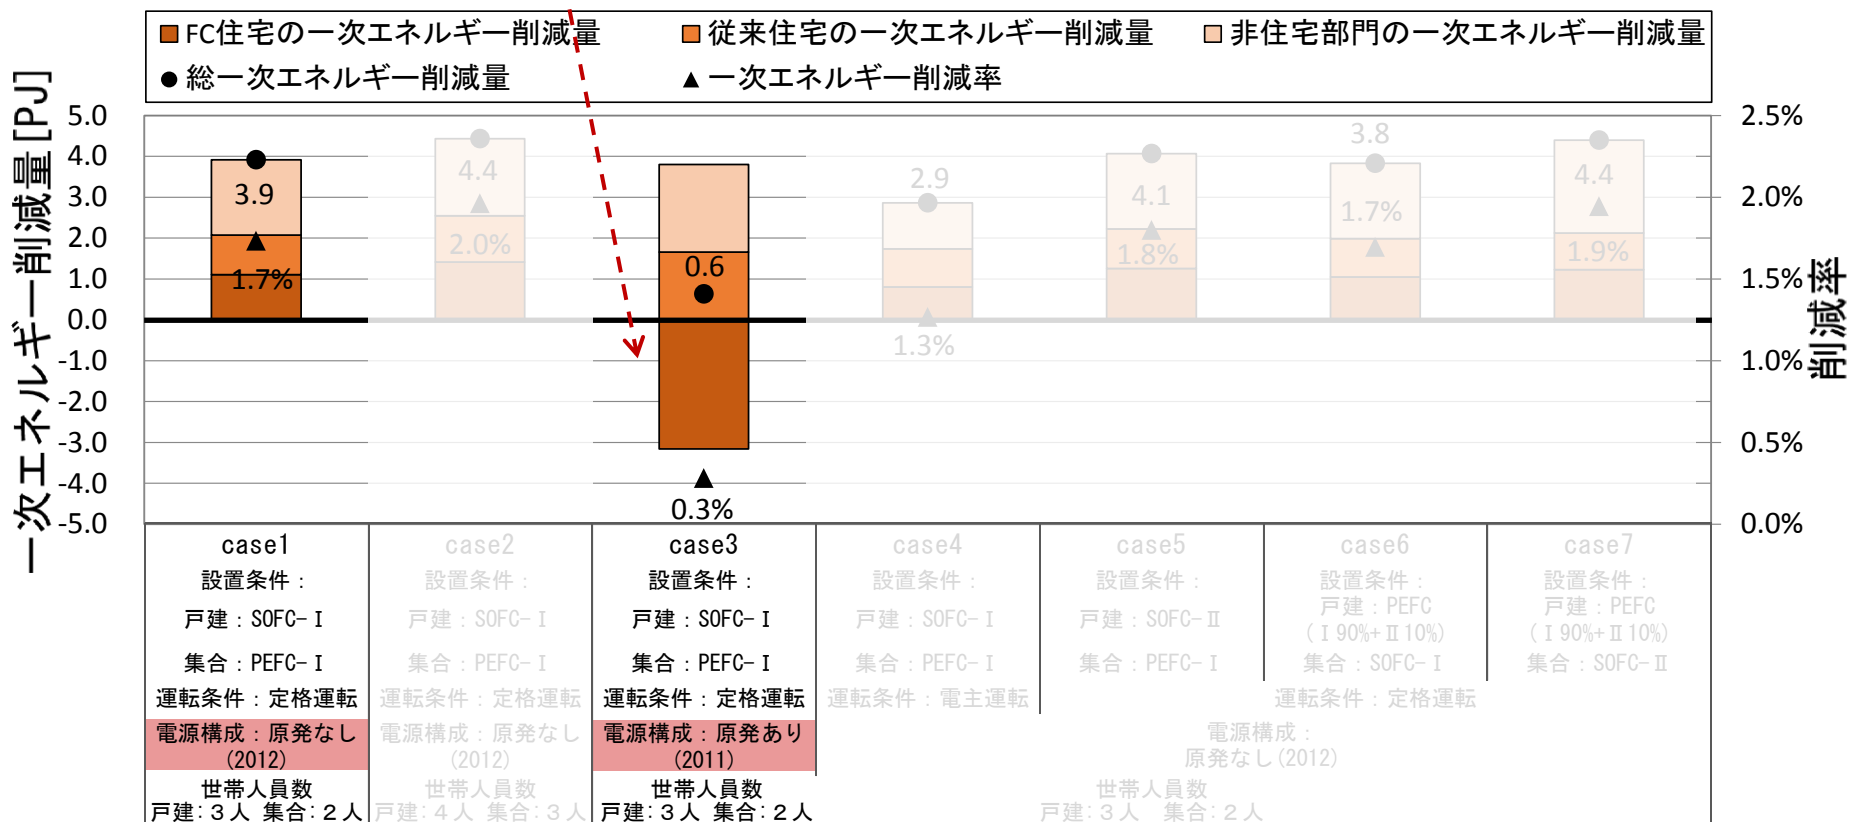 FC住宅の一次エネルギー削減量 従来住宅の一次エネルギー削減量 非住宅部門の一次エネルギー削減量
総一次エネルギー削減量 一次エネルギー削減率
一次エネルギー削減量[PJ]
5.0
4.0
3.0
2.0
1.0
0.0
-1.0
-2.0
-3.0
-4.0
-5.0
3.9
1.7%
4.4
2.0%
0.6
0.3%
2.9
1.3%
4.1
1.8%
3.8
1.7%
4.4
1.9%
2.5%
2.0%
1.5%
1.0%
0.5%
0.0%
削減率
case1
設置条件：
戸建：SOFC-Ⅰ
集合：PEFC-Ⅰ
運転条件：定格運転
電源構成：原発なし
(2012)
世帯人員数
戸建：3人 集合：2人
case2
設置条件：
戸建：SOFC-Ⅰ
集合：PEFC-Ⅰ
運転条件：定格運転
電源構成：原発なし
(2012)
世帯人員数
戸建：4人 集合：3人
case3
設置条件：
戸建：SOFC-Ⅰ
集合：PEFC-Ⅰ
運転条件：定格運転
電源構成：原発あり
(2011)
世帯人員数
戸建：3人 集合：2人
case4
設置条件：
戸建：SOFC-Ⅰ
集合：PEFC-Ⅰ
運転条件：電主運転
case5
設置条件：
戸建：SOFC-Ⅱ
集合：PEFC-Ⅰ
case6
設置条件：
戸建：PEFC
(Ⅰ90%+Ⅱ10%)
集合：SOFC-Ⅰ
case7
設置条件：
戸建：PEFC
(Ⅰ90%+Ⅱ10%)
集合：SOFC-Ⅱ
運転条件：定格運転
電源構成：
原発なし(2012)
世帯人員数
戸建：3人 集合：2人